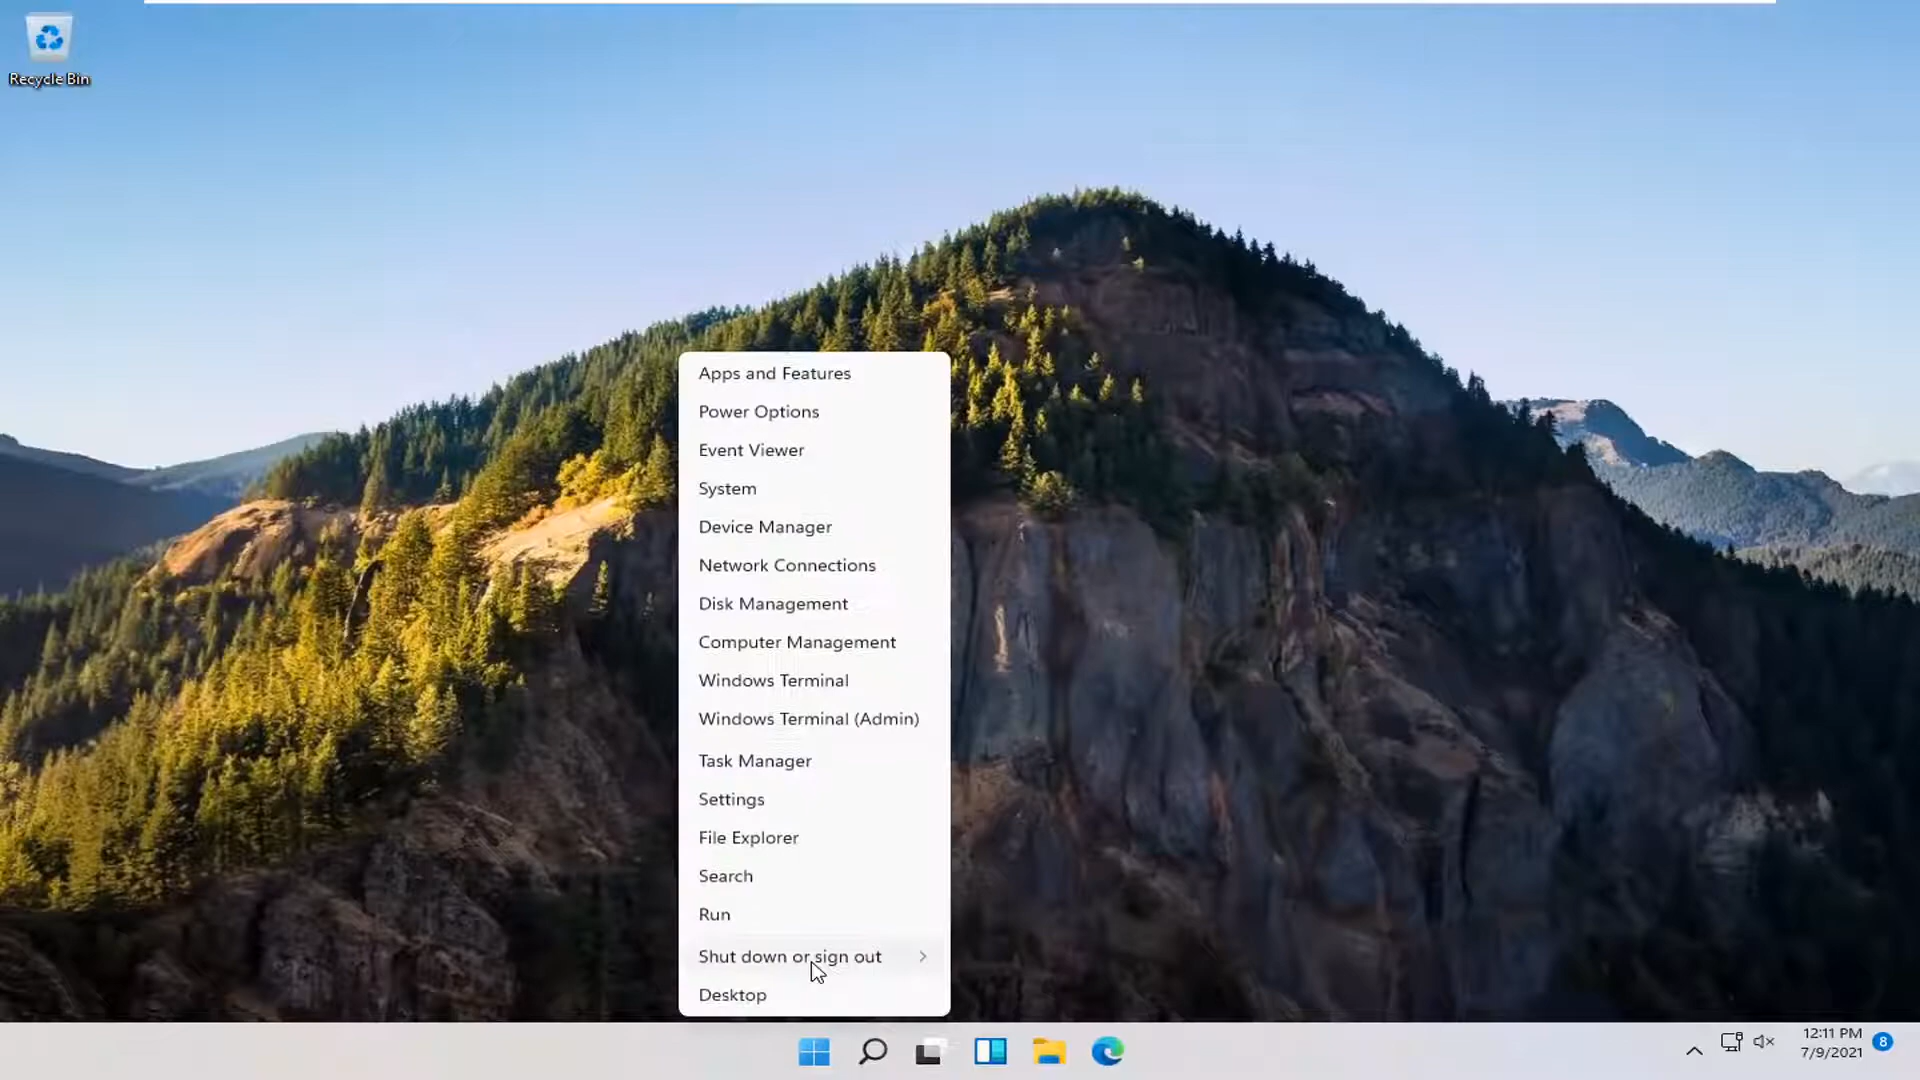 Recycle Bin
Apps and Features
Power Options
Event Viewer
System
Device Manager
Network Connections
Disk Management
Computer Management
Windows Terminal
Windows Terminal (Admin)
Task Manager
Settings
File Explorer
Search
Run
Shut down or sign out
Desktop
12:11 PM
7/9/2021
8